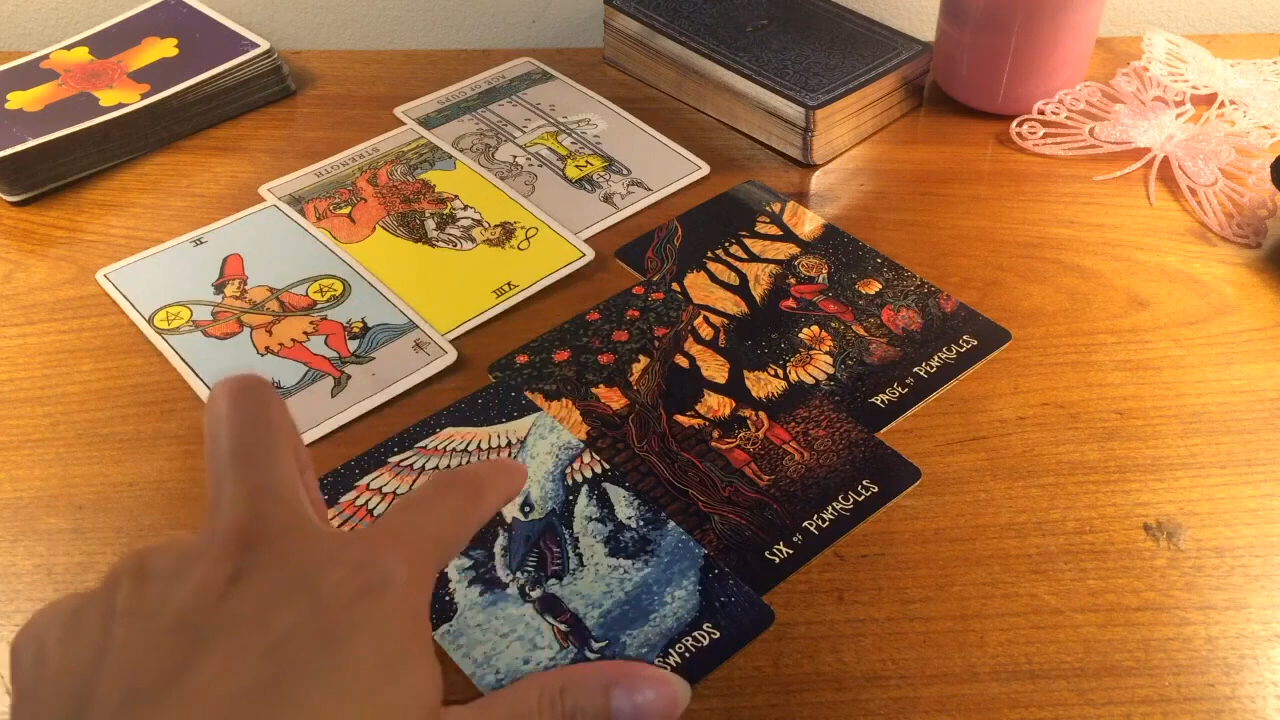 ACE of CUPS
M
STRENGTH
VIII
II
PAGE of PENTACLES
SIX of PENTACLES
SWORDS